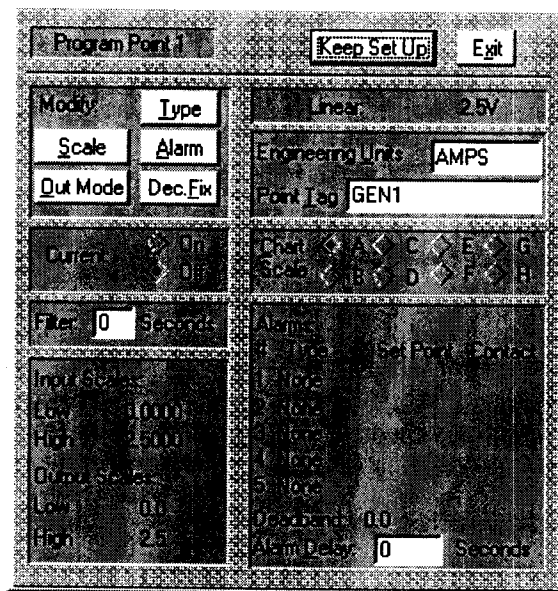 Program Point 1
Keep Set Up
Exit
Modify:
Type
Scale
Alarm
Out Mode
Dec.Fix
Linear: 2.5V
Engineering Units AMPS
Point Tag GEN1
Current: On
Off
Chart Scale A C E G
B D F H
Filter 0 Seconds
Input Scales:
Low
High 2.5000
Output Scales:
Low 0.0
High 2.5
Alarms:
# Type Set Point Contact
1 None
2 None
3 None
4 None
5 None
Deadband: 0.0
Alarm Delay: 0 Seconds